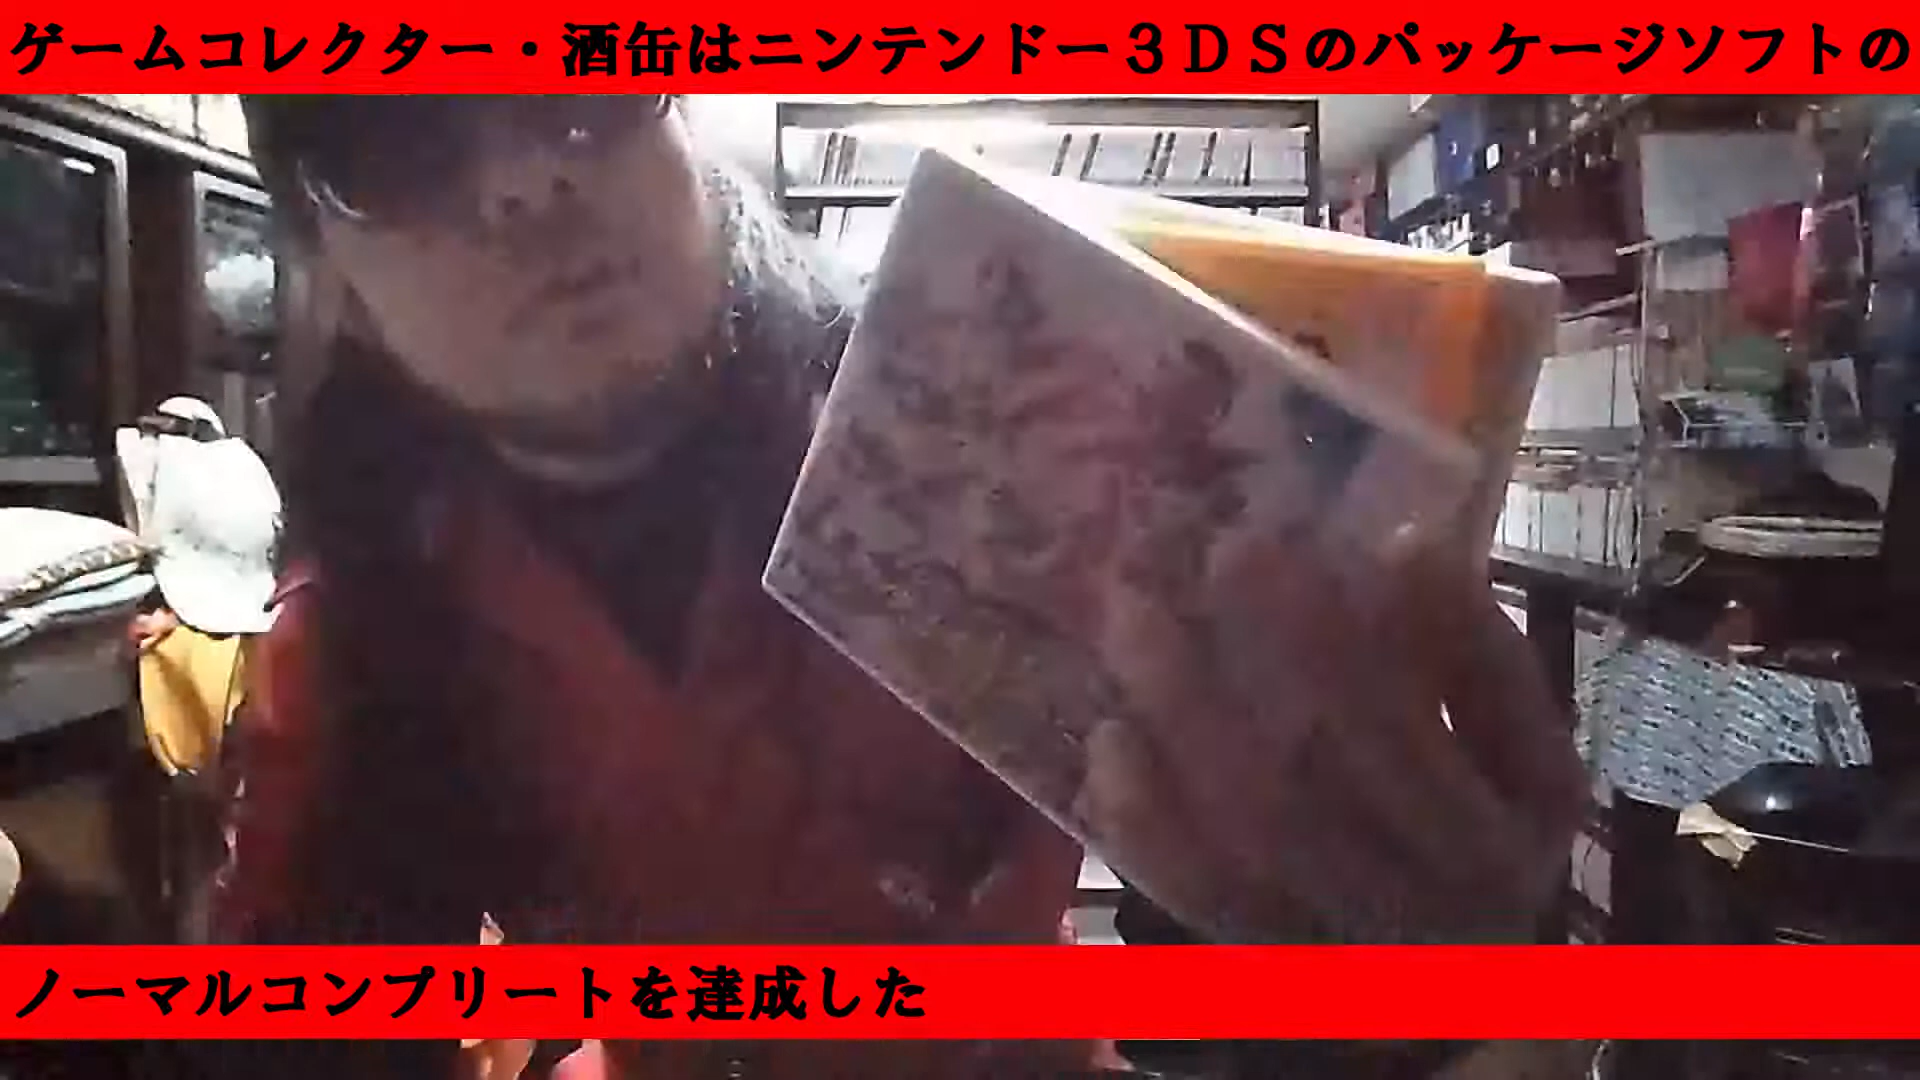 ゲームコレクター・酒缶はニンテンドー３ＤＳのパッケージソフトの
ノーマルコンプリートを達成した